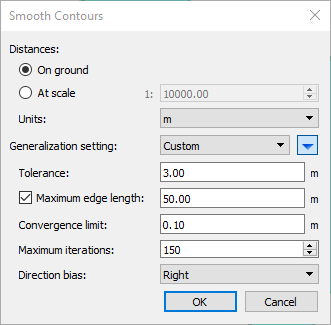 Smooth Contours
Distances:
On ground
At scale 1: 10000.00
Units: m
Generalization setting: Custom
Tolerance: 3.00 m
Maximum edge length: 50.00 m
Convergence limit: 0.10 m
Maximum iterations: 150
Direction bias: Right
OK Cancel